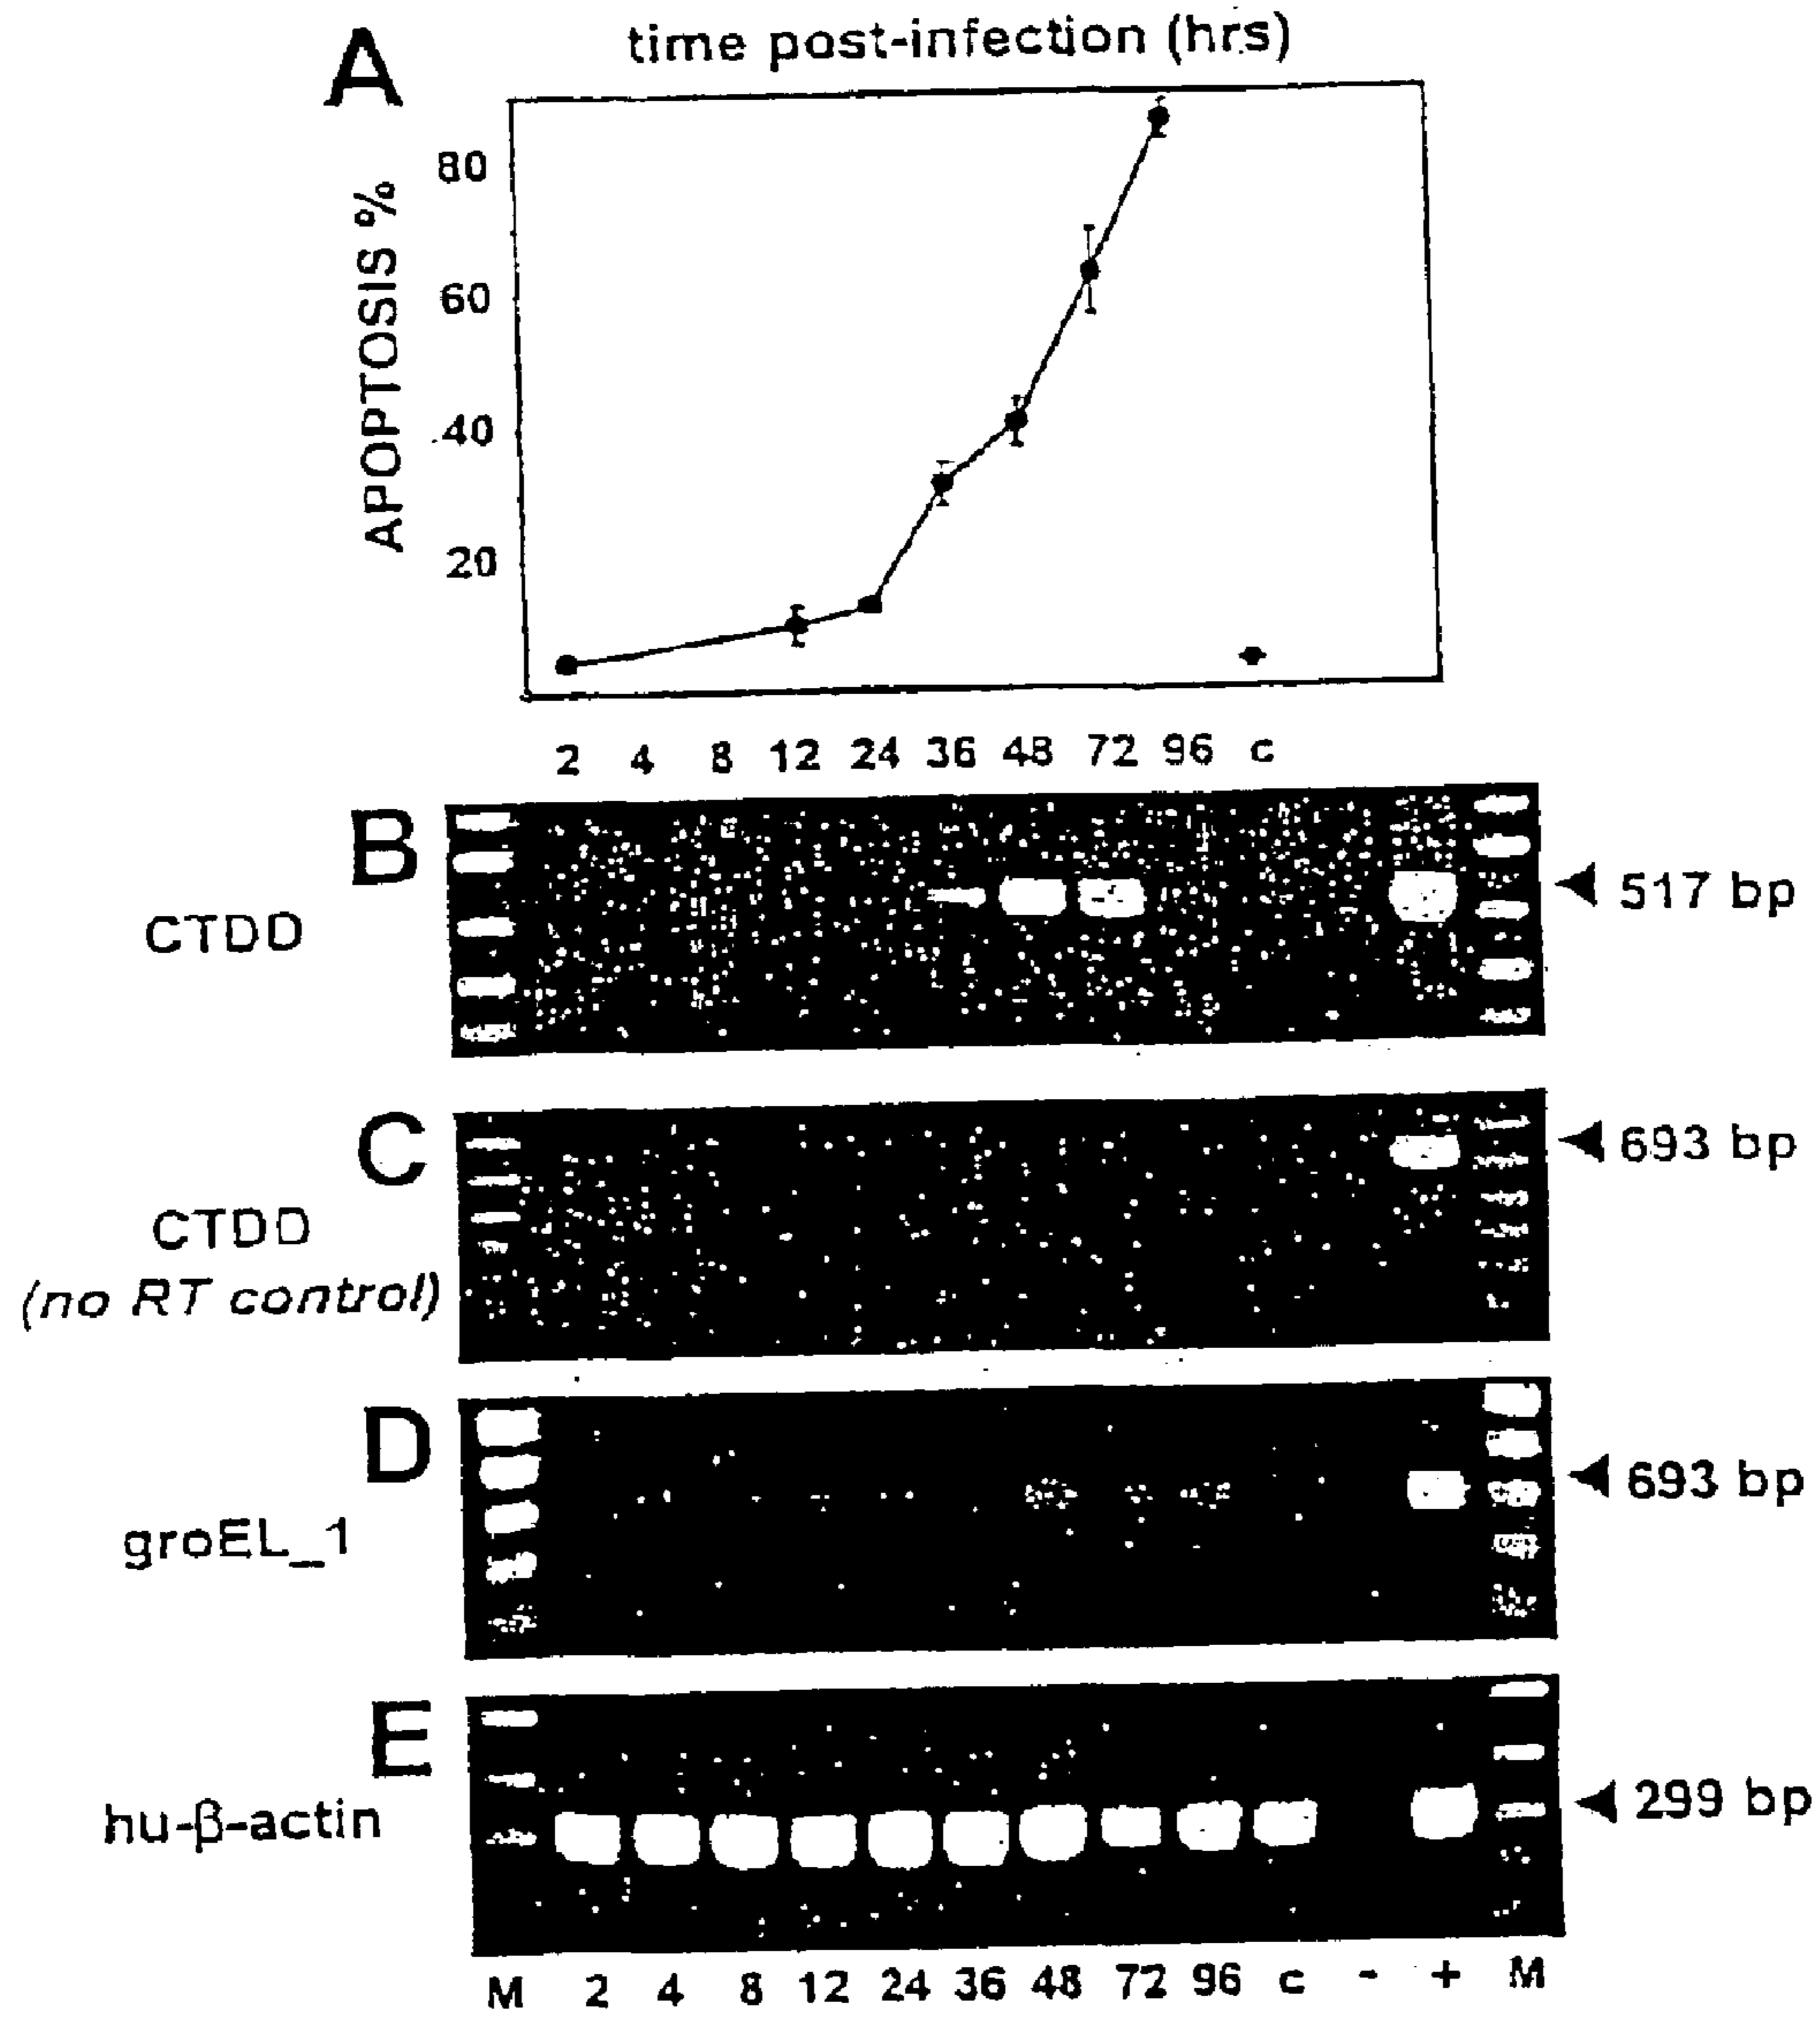 time post-infection (hrs)
A
80
60
40
20
APOPTOSIS %
2 4 8 12 24 36 48 72 96 c
B
CTDD
517 bp
C
CTDD
(no RT control)
693 bp
D
groEL_1
693 bp
E
hu-β-actin
299 bp
M 2 4 8 12 24 36 48 72 96 c - + M